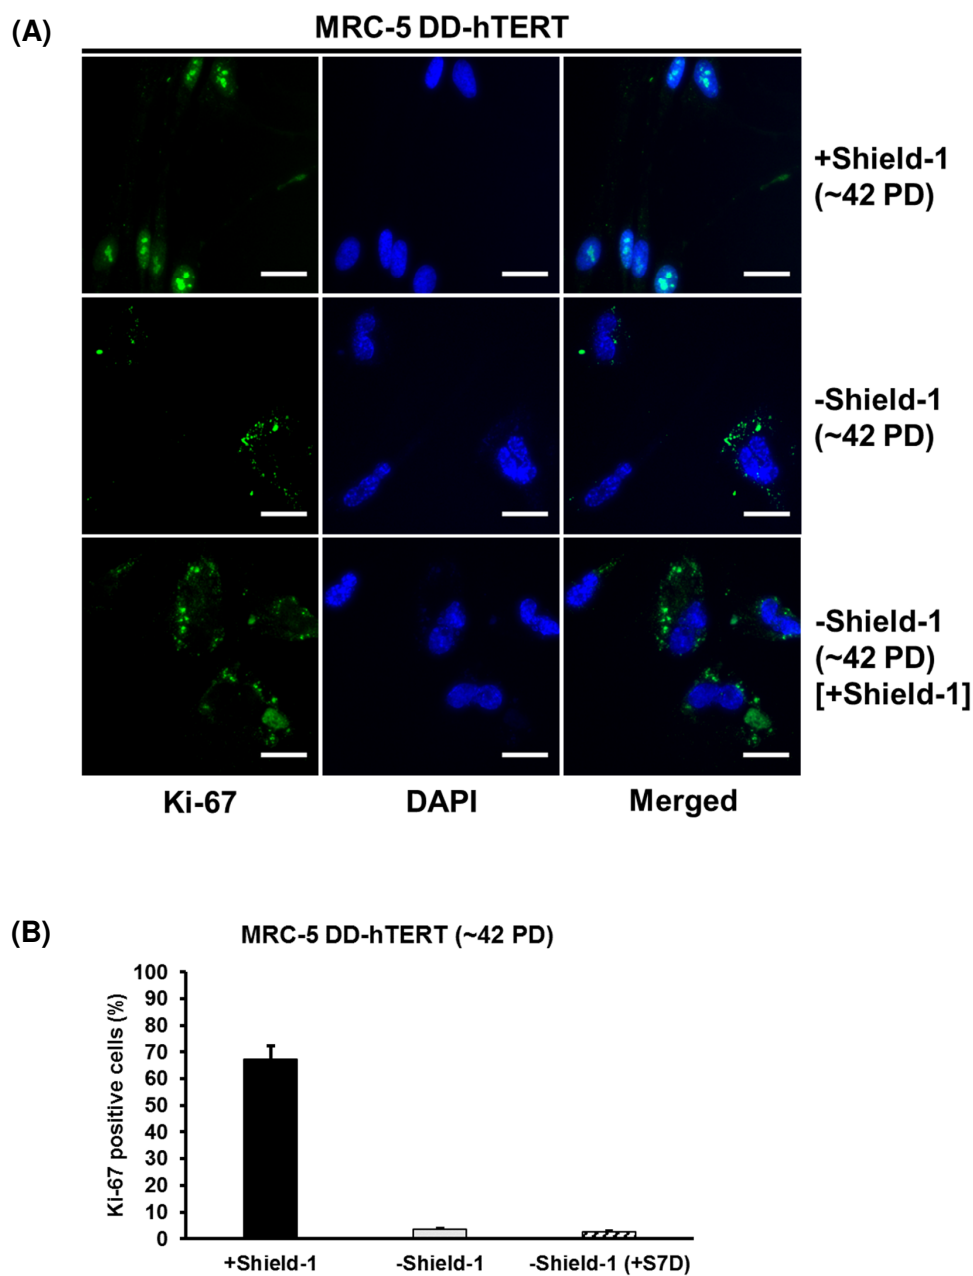 (A)
MRC-5 DD-hTERT
+Shield-1
(~42 PD)
-Shield-1
(~42 PD)
-Shield-1
(~42 PD)
[+Shield-1]
Ki-67 DAPI Merged
(B)
MRC-5 DD-hTERT (~42 PD)
Ki-67 positive cells (%)
100
90
80
70
60
50
40
30
20
10
0
+Shield-1 -Shield-1 -Shield-1 (+S7D)